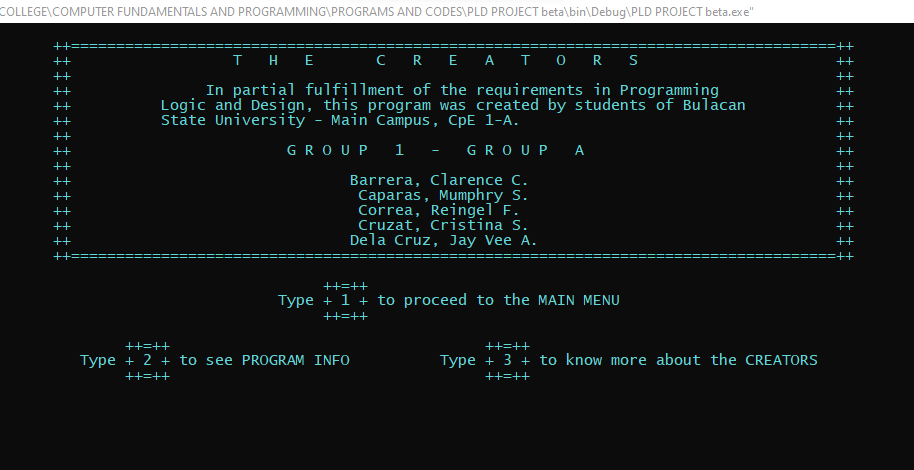 COLLEGE\COMPUTER FUNDAMENTALS AND PROGRAMMING\PROGRAMS AND CODES\PLD PROJECT beta\bin\Debug\PLD PROJECT beta.exe"
++=====================================================================================++
++ T H E C R E A T O R S ++
++ ++
++ In partial fulfillment of the requirements in Programming ++
++ Logic and Design, this program was created by students of Bulacan ++
++ State University - Main Campus, CpE 1-A. ++
++ ++
++ G R O U P 1 - G R O U P A ++
++ ++
++ Barrera, Clarence C. ++
++ Caparas, Mumphry S. ++
++ Correa, Reingel F. ++
++ Cruzat, Cristina S. ++
++ Dela Cruz, Jay Vee A. ++
++=====================================================================================++
++=++
Type + 1 + to proceed to the MAIN MENU
++=++
++=++ ++=++
Type + 2 + to see PROGRAM INFO Type + 3 + to know more about the CREATORS
++=++ ++=++